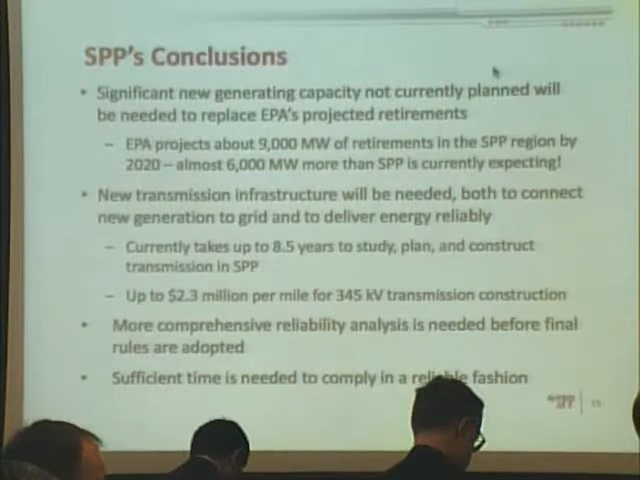 SPP's Conclusions
• Significant new generating capacity not currently planned will
be needed to replace EPA's projected retirements
– EPA projects about 9,000 MW of retirements in the SPP region by
2020 – almost 6,000 MW more than SPP is currently expecting!
• New transmission infrastructure will be needed, both to connect
new generation to grid and to deliver energy reliably
– Currently takes up to 8.5 years to study, plan, and construct
transmission in SPP
– Up to $2.3 million per mile for 345 kV transmission construction
• More comprehensive reliability analysis is needed before final
rules are adopted
• Sufficient time is needed to comply in a reliable fashion